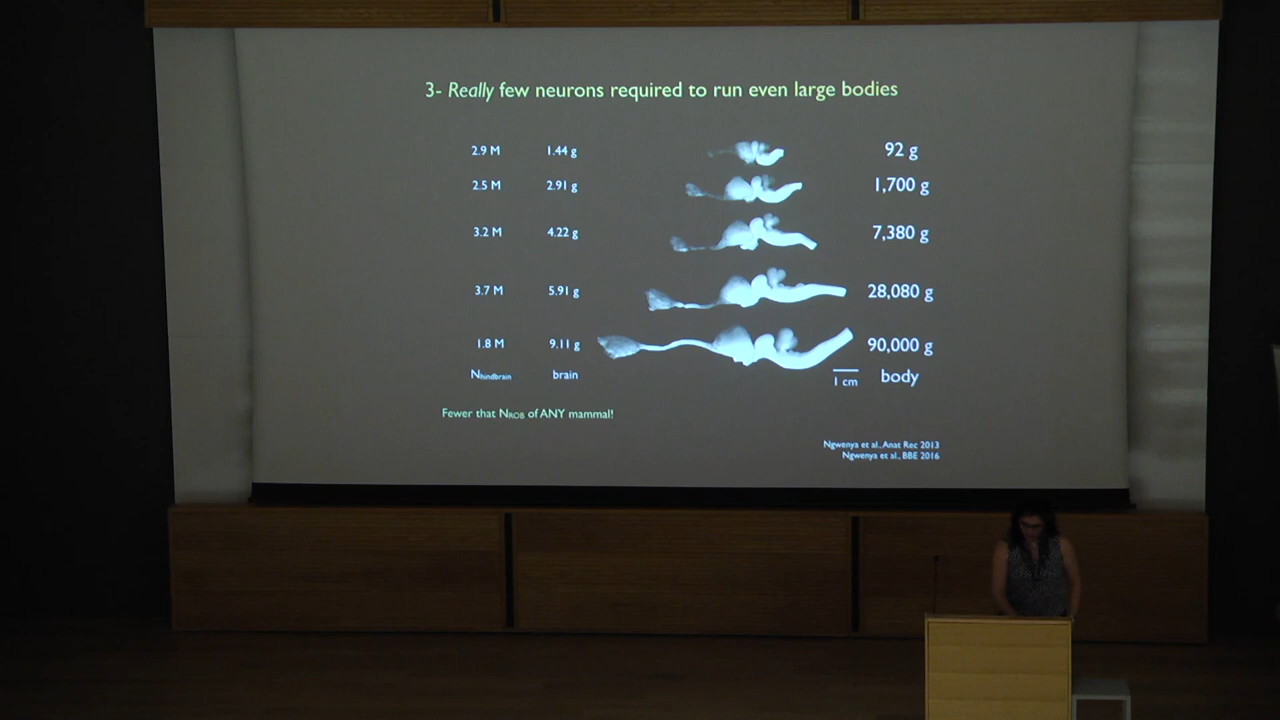 3- Really few neurons required to run even large bodies
2.9 M 1.44 g 92 g
2.5 M 2.91 g 1,700 g
3.2 M 4.22 g 7,380 g
3.7 M 5.91 g 28,080 g
1.8 M 9.11 g 90,000 g
Nhindbrain brain 1 cm body
Fewer that NROB of ANY mammal!
Ngwenya et al., Anat Rec 2013
Ngwenya et al., BBE 2016